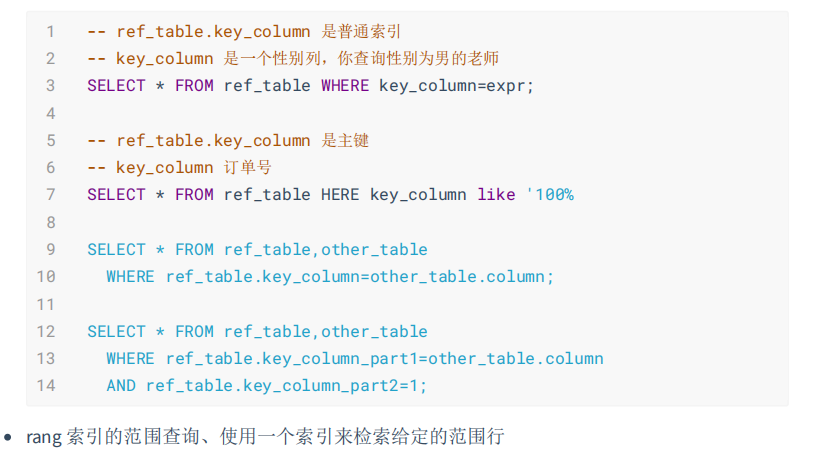 1 -- ref_table.key_column 是普通索引
2 -- key_column 是一个性别列，你查询性别为男的老师
3 SELECT * FROM ref_table WHERE key_column=expr;
4
5 -- ref_table.key_column 是主键
6 -- key_column 订单号
7 SELECT * FROM ref_table HERE key_column like '100%
8
9 SELECT * FROM ref_table,other_table
10 WHERE ref_table.key_column=other_table.column;
11
12 SELECT * FROM ref_table,other_table
13 WHERE ref_table.key_column_part1=other_table.column
14 AND ref_table.key_column_part2=1;
• rang 索引的范围查询、使用一个索引来检索给定的范围行